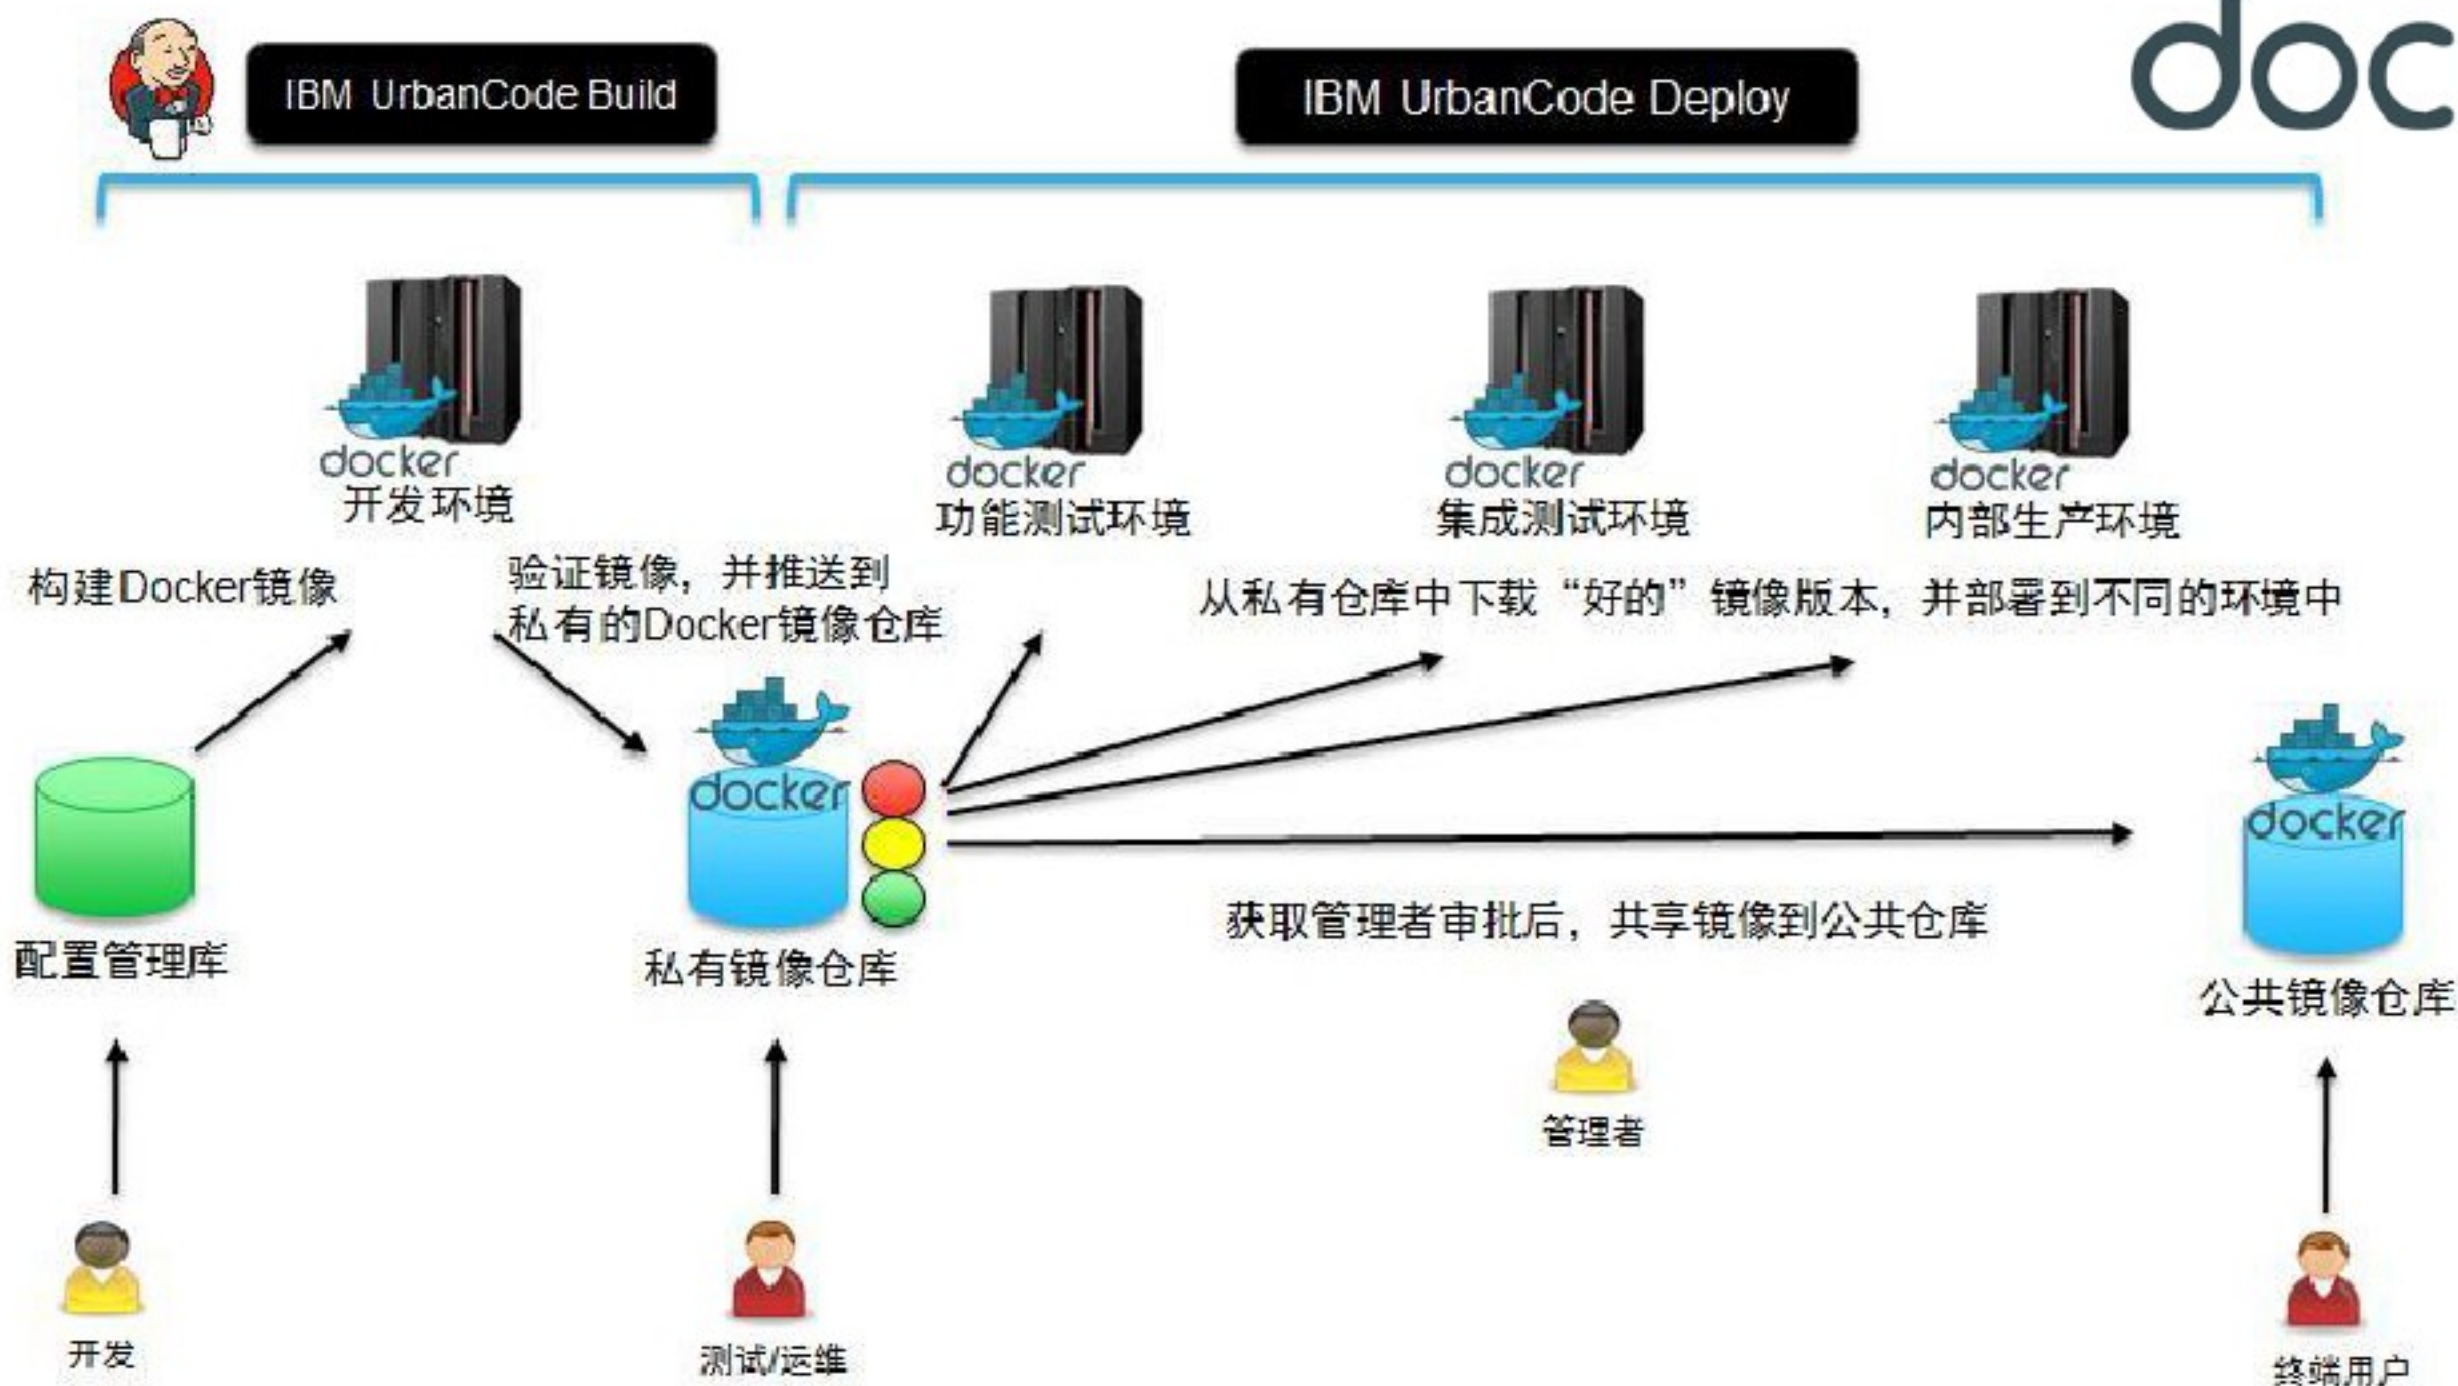 IBM UrbanCode Build
IBM UrbanCode Deploy
doc
docker
开发环境
docker
功能测试环境
docker
集成测试环境
docker
内部生产环境
构建Docker镜像
验证镜像，并推送到
私有的Docker镜像仓库
从私有仓库中下载“好的”镜像版本，并部署到不同的环境中
docker
docker
配置管理库
私有镜像仓库
获取管理者审批后，共享镜像到公共仓库
公共镜像仓库
管理者
开发
测试/运维
终端用户